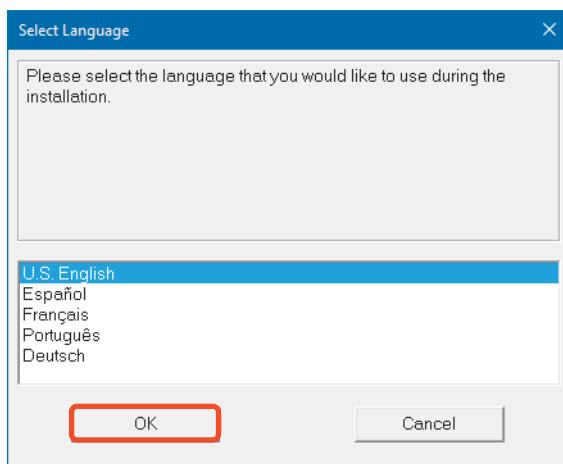 Select Language
Please select the language that you would like to use during the
installation.
U.S. English
Español
Français
Português
Deutsch
OK
Cancel